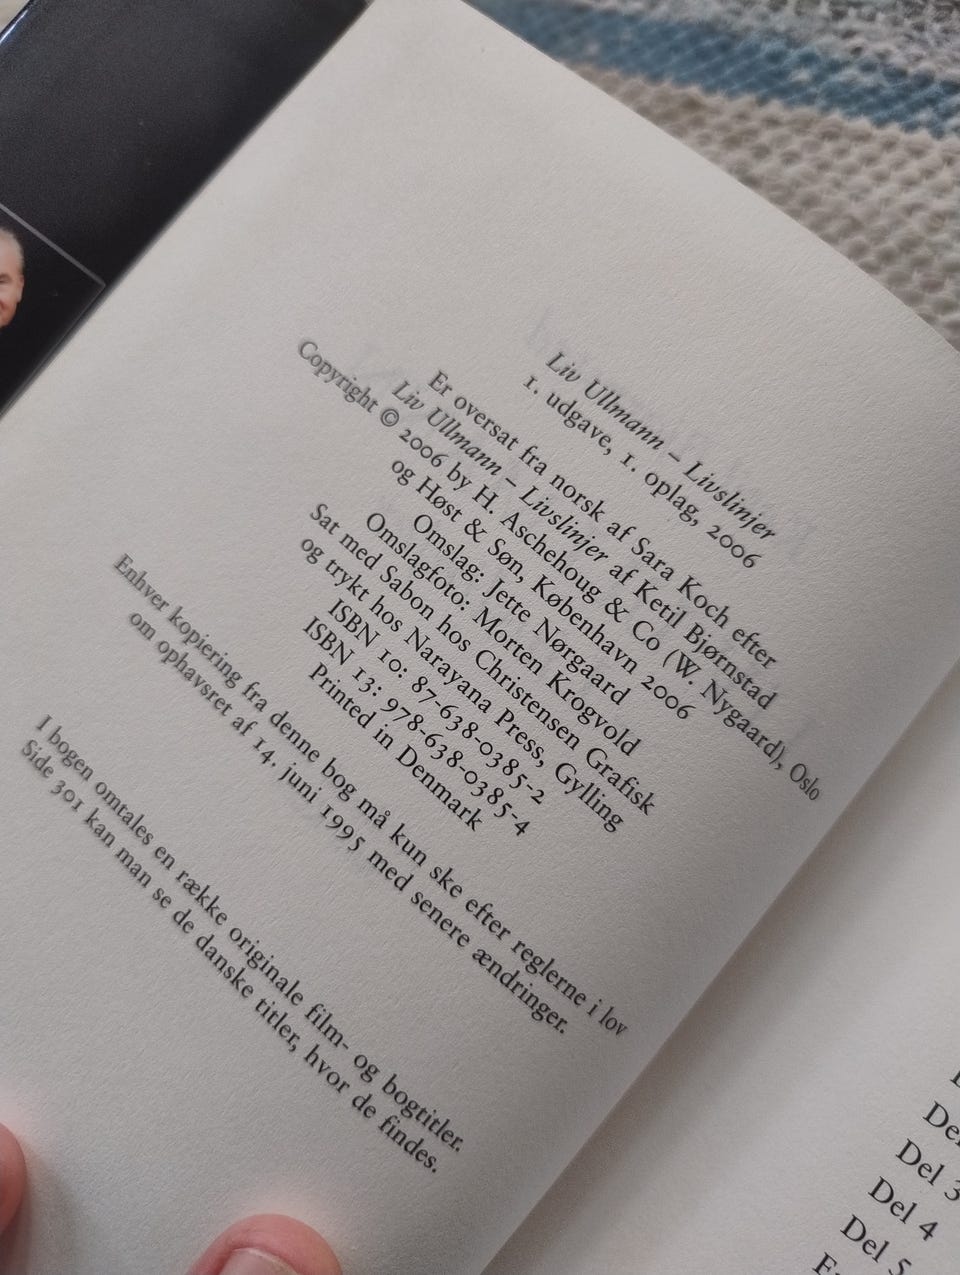 Liv Ullmann – Livslinjer
1. udgave, 1. oplag, 2006
Er oversat fra norsk af Sara Koch efter
Liv Ullmann – Livslinjer af Ketil Bjørnstad
Copyright © 2006 by H. Aschehoug & Co (W. Nygaard), Oslo
og Høst & Søn, København 2006
Omslag: Jette Nørgaard
Omslagfoto: Morten Krogvold
Sat med Sabon hos Christensen Grafisk
og trykt hos Narayana Press, Gylling
ISBN 10: 87-638-0385-2
ISBN 13: 978-638-0385-4
Printed in Denmark
Enhver kopiering fra denne bog må kun ske efter reglerne i lov
om ophavsret af 14. juni 1995 med senere ændringer.
I bogen omtales en række originale film- og bogtitler.
Side 301 kan man se de danske titler, hvor de findes.
Del 3
Del 4
Del 5